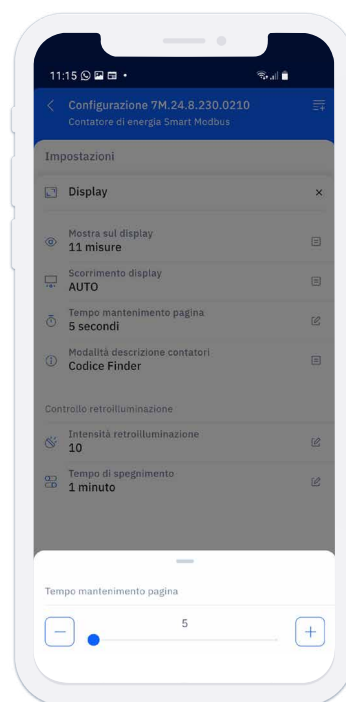 11:15
Configurazione 7M.24.8.230.0210
Contatore di energia Smart Modbus
Impostazioni
Display
Mostra sul display
11 misure
Scorrimento display
AUTO
Tempo mantenimento pagina
5 secondi
Modalità descrizione contatori
Codice Finder
Controllo retroilluminazione
Intensità retroilluminazione
10
Tempo di spegnimento
1 minuto
Tempo mantenimento pagina
5